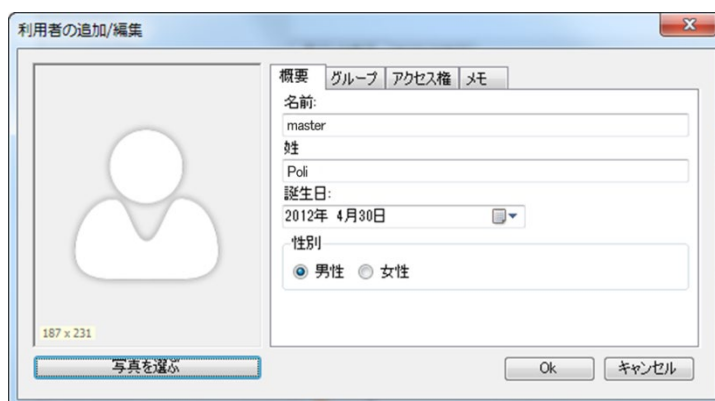 利用者の追加/編集
概要 グループ アクセス権 メモ
名前:
master
姓
Poli
誕生日:
2012年 4月30日
性別
男性 女性
187 x 231
写真を選ぶ
Ok キャンセル